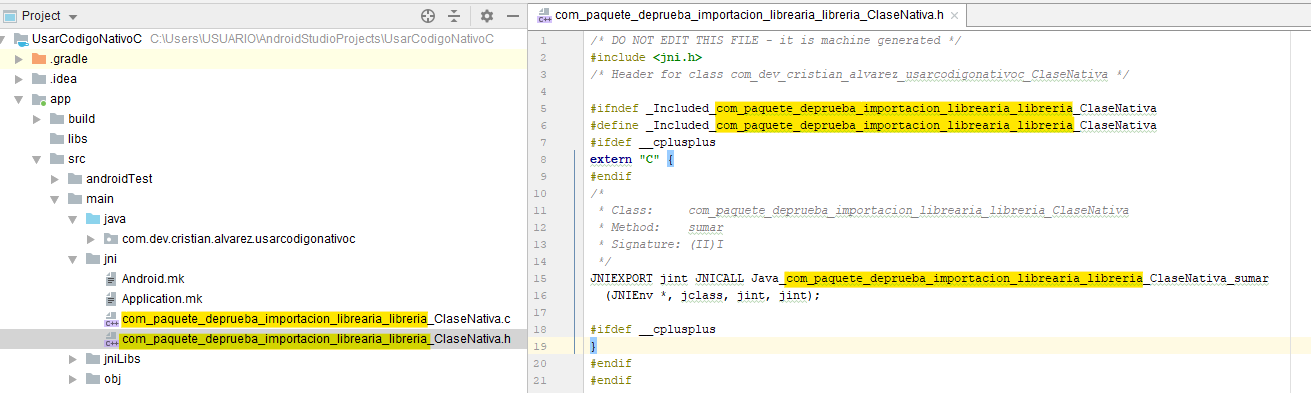 Project
UsarCodigoNativoC C:\Users\USUARIO\AndroidStudioProjects\UsarCodigoNativoC
.gradle
.idea
app
build
libs
src
androidTest
main
java
com.dev.cristian.alvarez.usarcodigonativoc
jni
Android.mk
Application.mk
com_paquete_deprueba_importacion_librearia_libreria_ClaseNativa.c
com_paquete_deprueba_importacion_librearia_libreria_ClaseNativa.h
jniLibs
obj
com_paquete_deprueba_importacion_librearia_libreria_ClaseNativa.h
1 /* DO NOT EDIT THIS FILE - it is machine generated */
2 #include <jni.h>
3 /* Header for class com_dev_cristian_alvarez_usarcodigonativoc_ClaseNativa */
4
5 #ifndef _Included_com_paquete_deprueba_importacion_librearia_libreria_ClaseNativa
6 #define _Included_com_paquete_deprueba_importacion_librearia_libreria_ClaseNativa
7 #ifdef __cplusplus
8 extern "C" {
9 #endif
10 /*
11 * Class: com_paquete_deprueba_importacion_librearia_libreria_ClaseNativa
12 * Method: sumar
13 * Signature: (II)I
14 */
15 JNIEXPORT jint JNICALL Java_com_paquete_deprueba_importacion_librearia_libreria_ClaseNativa_sumar
16 (JNIEnv *, jclass, jint, jint);
17
18 #ifdef __cplusplus
19 }
20 #endif
21 #endif